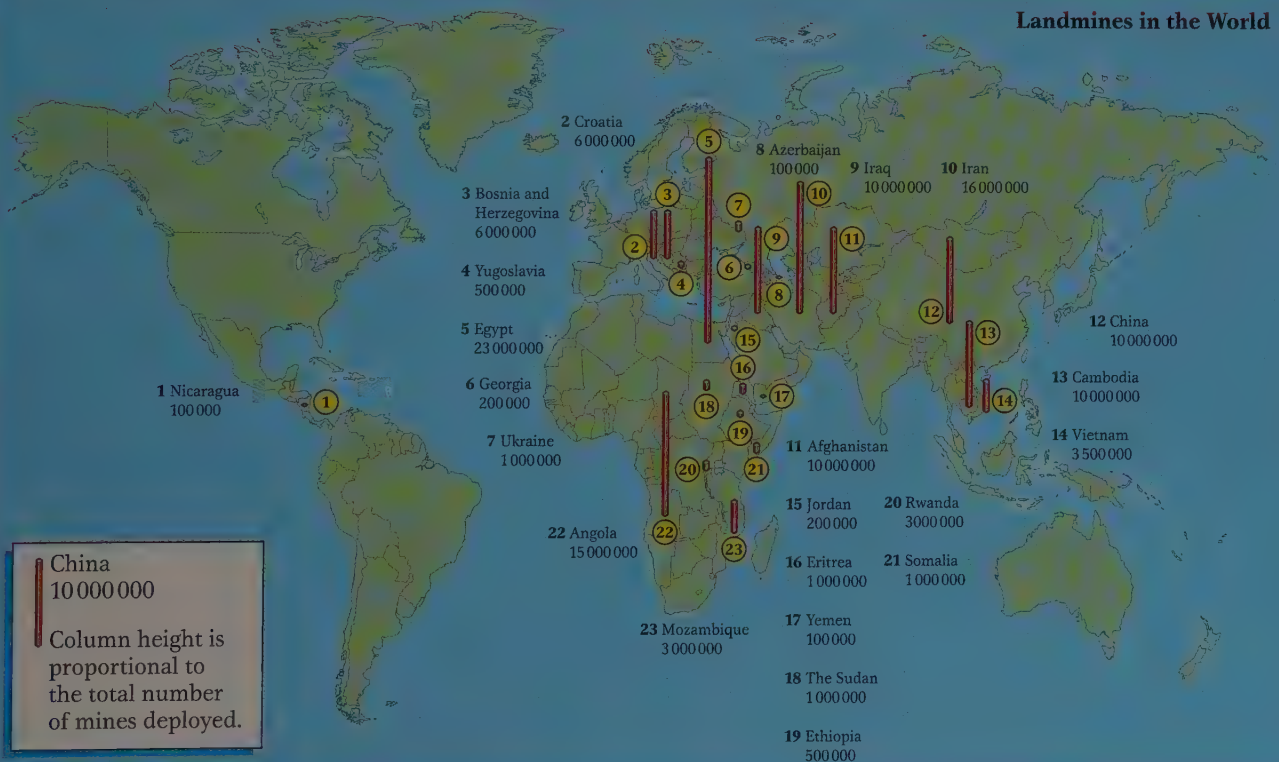 Landmines in the World
1 Nicaragua
100 000
2 Croatia
6 000 000
3 Bosnia and
Herzegovina
6 000 000
4 Yugoslavia
500 000
5 Egypt
23 000 000
6 Georgia
200 000
7 Ukraine
1 000 000
8 Azerbaijan
100 000
9 Iraq
10 000 000
10 Iran
16 000 000
11 Afghanistan
10 000 000
12 China
10 000 000
13 Cambodia
10 000 000
14 Vietnam
3 500 000
15 Jordan
200 000
16 Eritrea
1 000 000
17 Yemen
100 000
18 The Sudan
1 000 000
19 Ethiopia
500 000
20 Rwanda
3000 000
21 Somalia
1 000 000
22 Angola
15 000 000
23 Mozambique
3 000 000
1
2
3
4
5
6
7
8
9
10
11
12
13
14
15
16
17
18
19
20
21
22
23
China
10 000 000
Column height is
proportional to
the total number
of mines deployed.